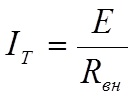 I_T = E / R_вн